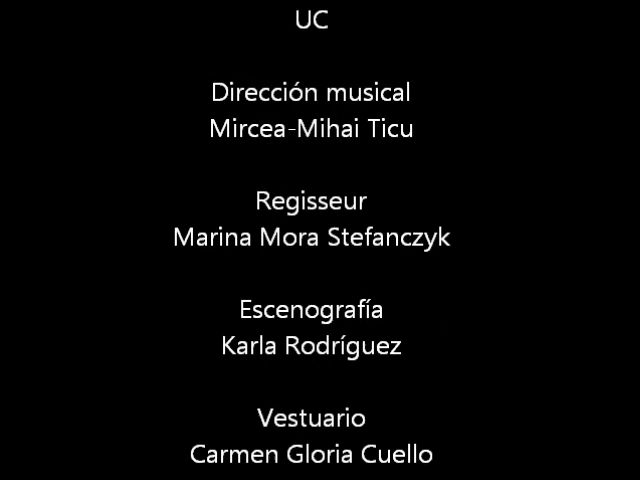 UC
Dirección musical
Mircea-Mihai Ticu
Regisseur
Marina Mora Stefanczyk
Escenografía
Karla Rodríguez
Vestuario
Carmen Gloria Cuello